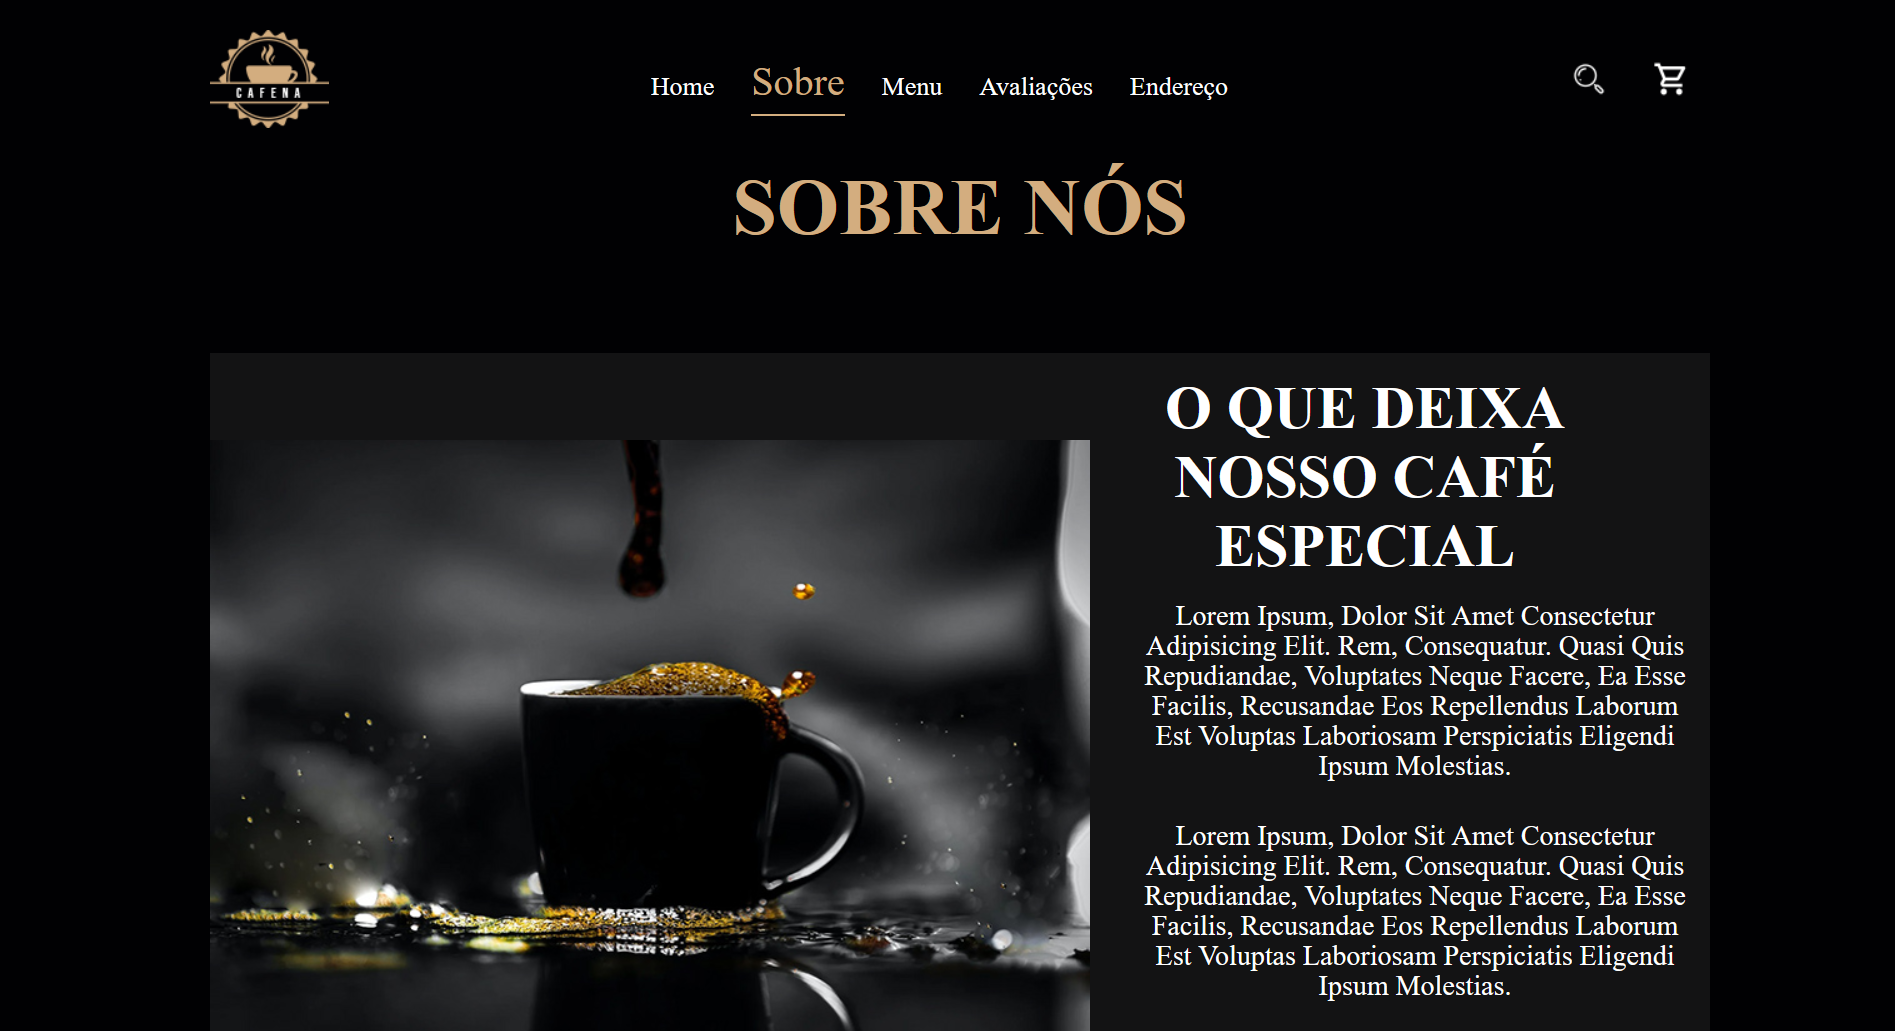 CAFENA
Home Sobre Menu Avaliações Endereço
SOBRE NÓS
O QUE DEIXA
NOSSO CAFÉ
ESPECIAL
Lorem Ipsum, Dolor Sit Amet Consectetur
Adipisicing Elit. Rem, Consequatur. Quasi Quis
Repudiandae, Voluptates Neque Facere, Ea Esse
Facilis, Recusandae Eos Repellendus Laborum
Est Voluptas Laboriosam Perspiciatis Eligendi
Ipsum Molestias.
Lorem Ipsum, Dolor Sit Amet Consectetur
Adipisicing Elit. Rem, Consequatur. Quasi Quis
Repudiandae, Voluptates Neque Facere, Ea Esse
Facilis, Recusandae Eos Repellendus Laborum
Est Voluptas Laboriosam Perspiciatis Eligendi
Ipsum Molestias.